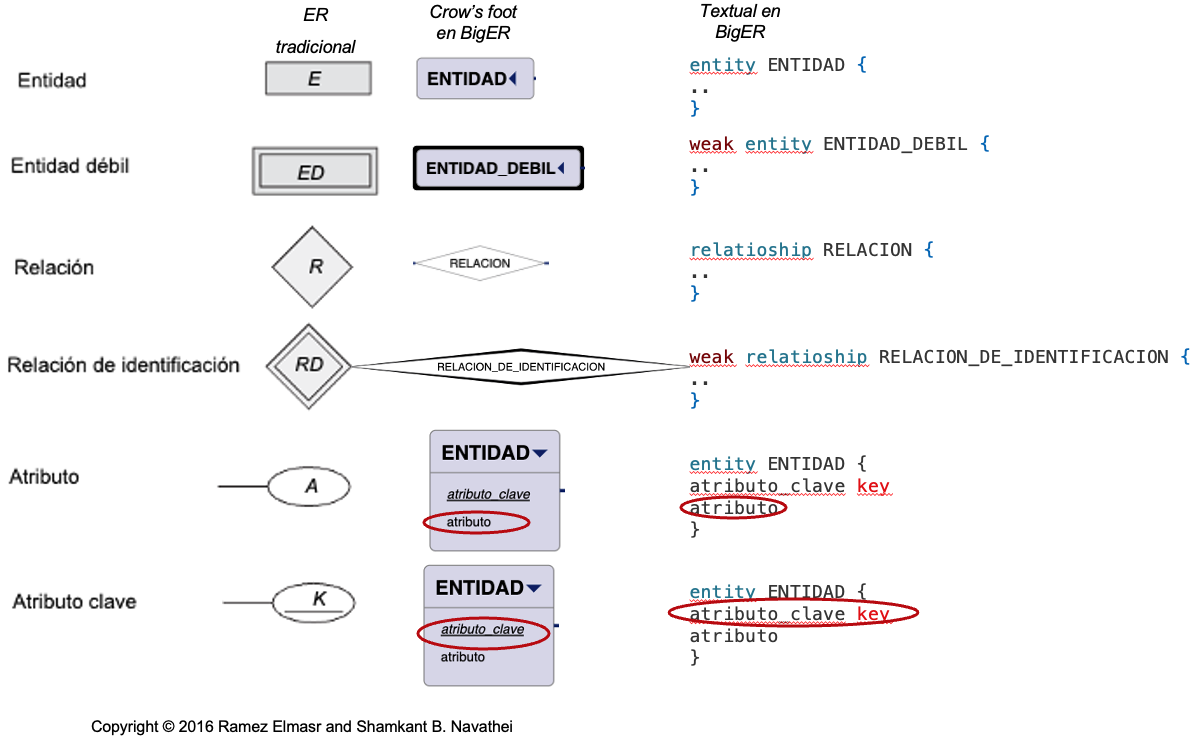 ER
tradicional
Crow's foot
en BigER
Textual en
BigER
Entidad
E
ENTIDAD
entity ENTIDAD {
..
}
Entidad débil
ED
ENTIDAD_DEBIL
weak entity ENTIDAD_DEBIL {
..
}
Relación
R
RELACION
relatioship RELACION {
..
}
Relación de identificación
RD
RELACION_DE_IDENTIFICACION
weak relatioship RELACION_DE_IDENTIFICACION {
..
}
Atributo
A
ENTIDAD
atributo_clave
atributo
entity ENTIDAD {
atributo_clave key
atributo
}
Atributo clave
K
ENTIDAD
atributo_clave
atributo
entity ENTIDAD {
atributo_clave key
atributo
}
Copyright © 2016 Ramez Elmasr and Shamkant B. Navathei